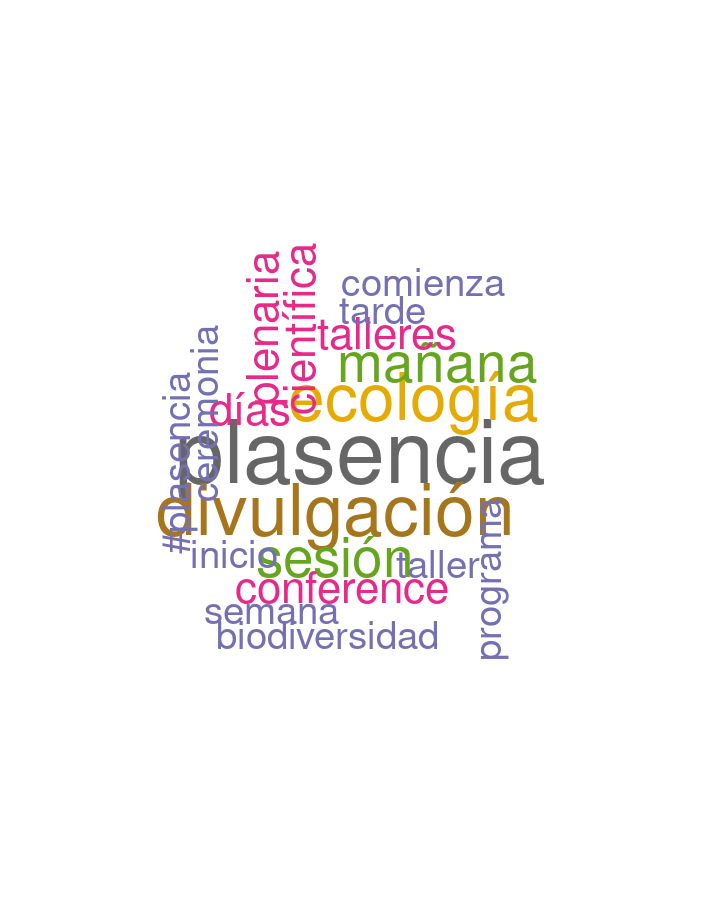 plenaria
científica
comienza
tarde
talleres
mañana
ecología
días
ceremonia
#plasencia
plasencia
divulgación
sesión
inicio
taller
programa
conference
semana
biodiversidad